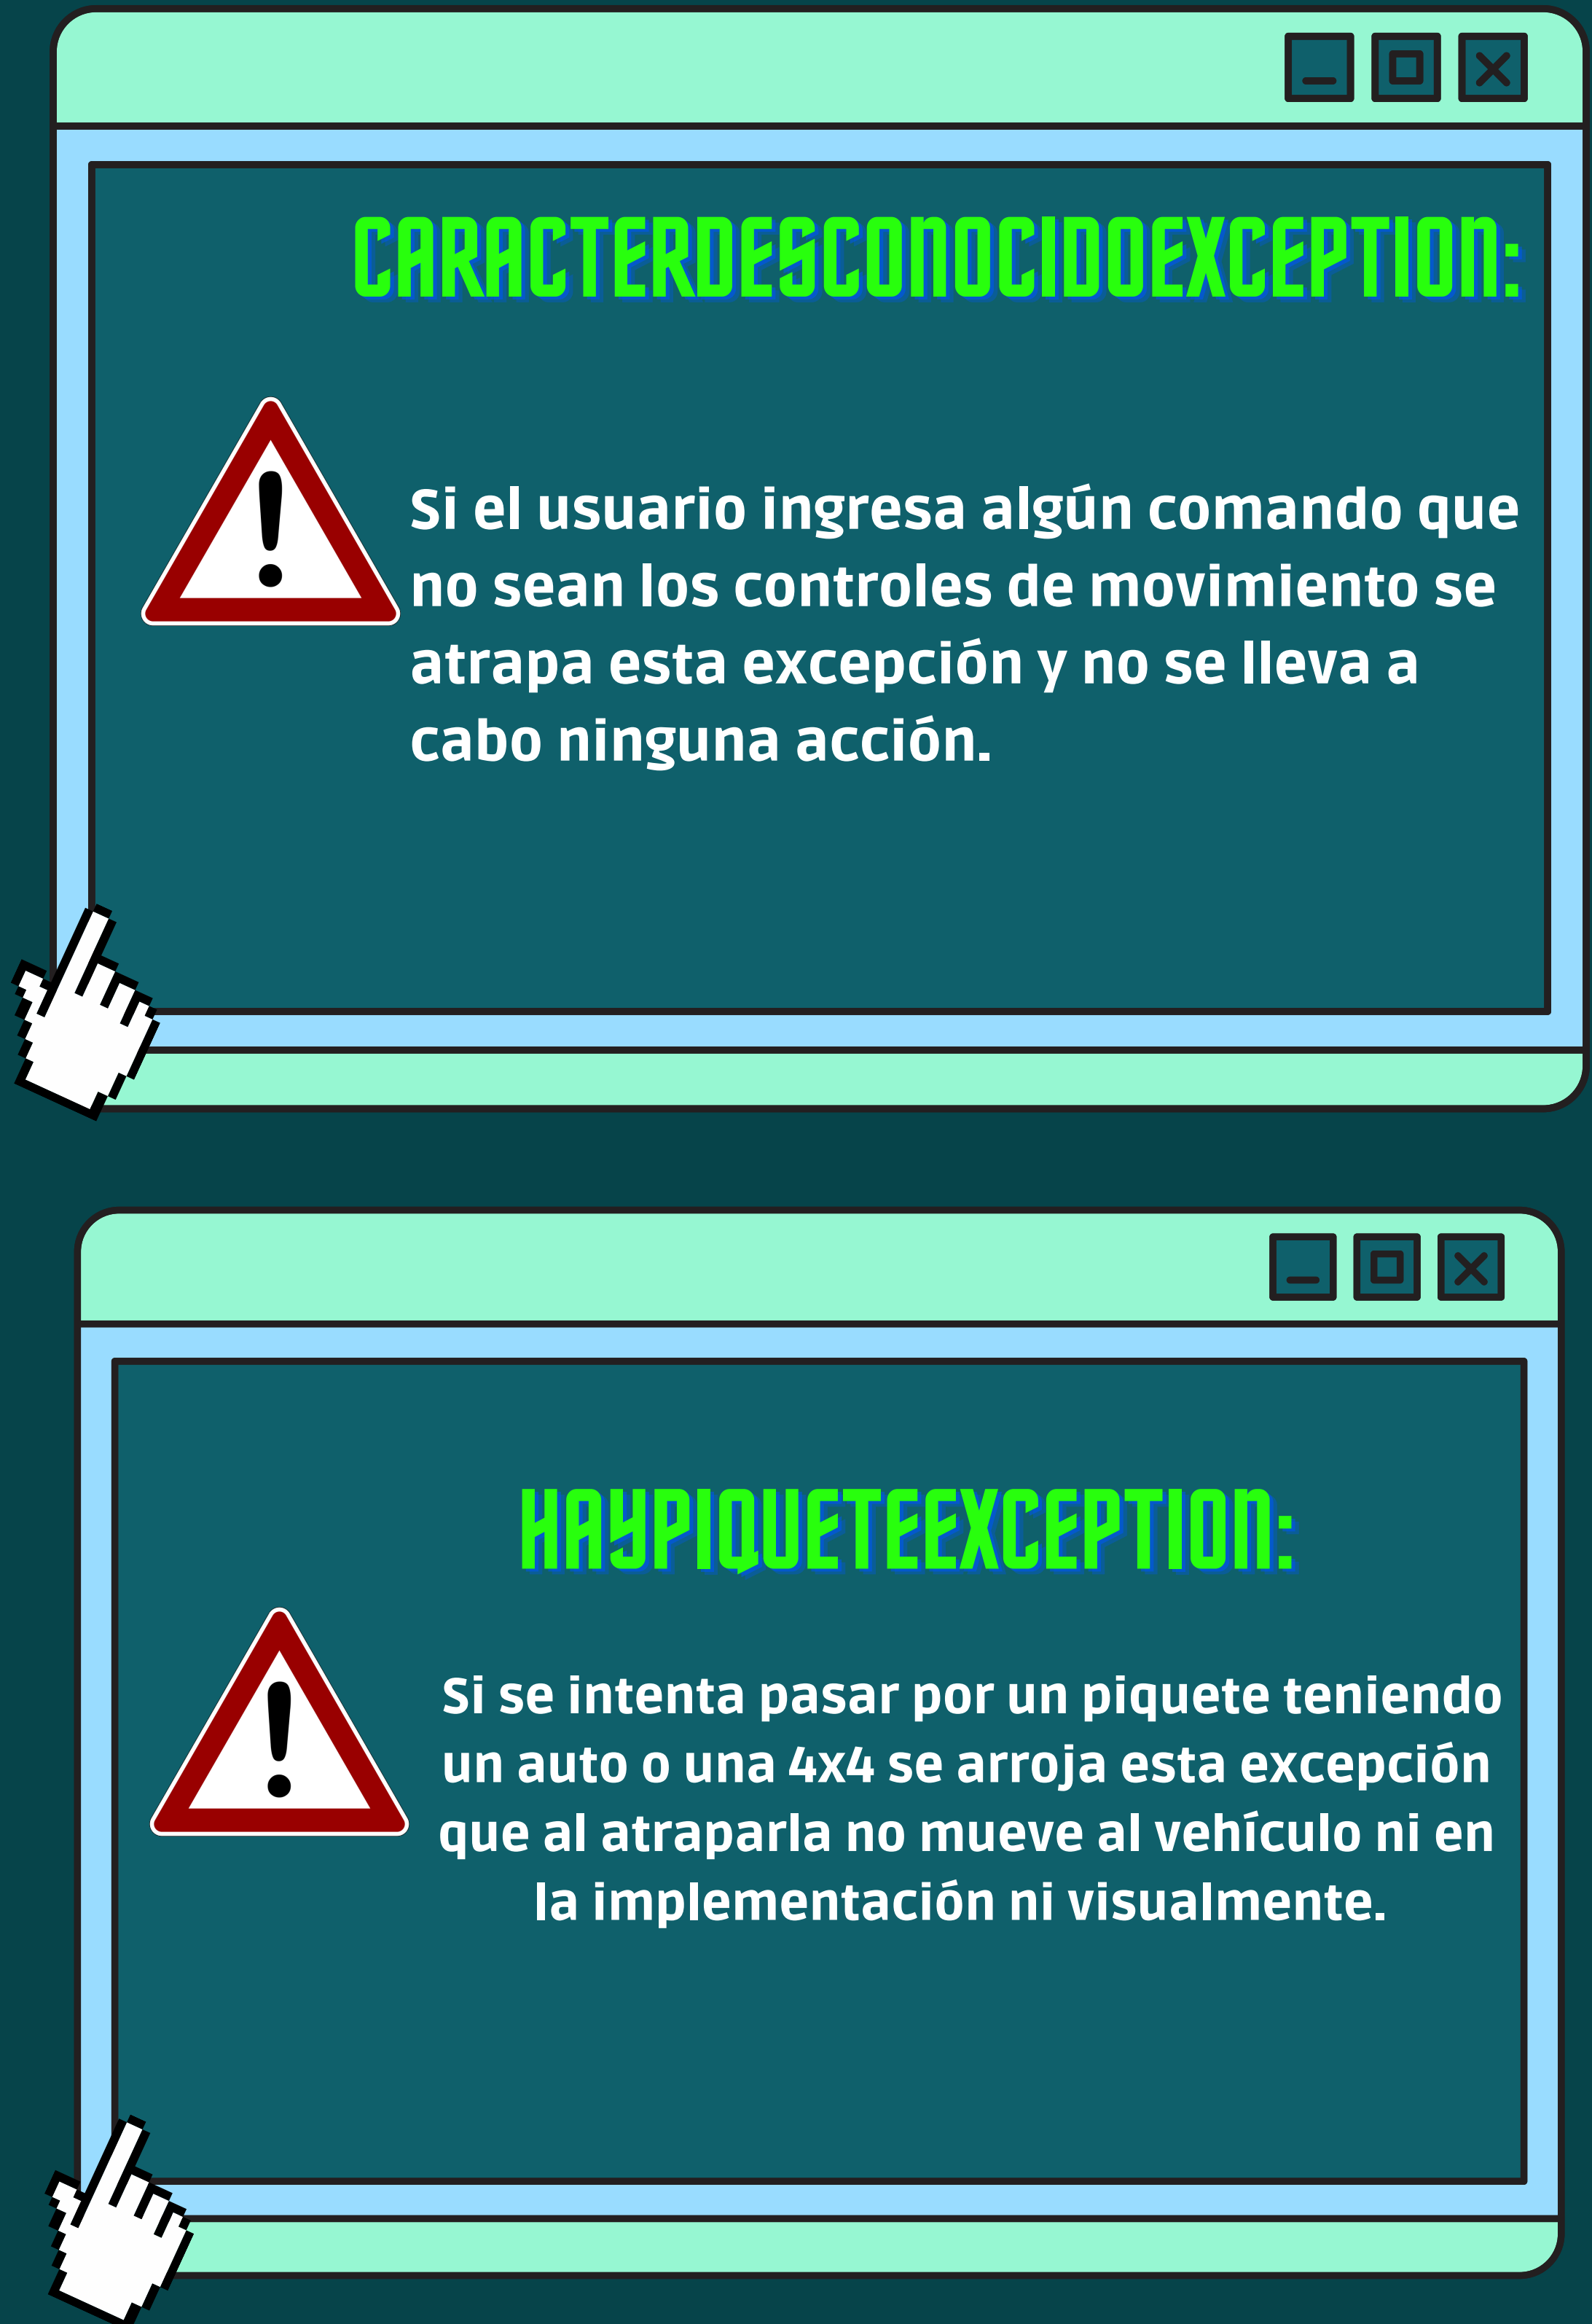 CARACTERDESCONOCIDOEXCEPTION:
Si el usuario ingresa algún comando que
no sean los controles de movimiento se
atrapa esta excepción y no se lleva a
cabo ninguna acción.
HAYPIQUETEEXCEPTION:
Si se intenta pasar por un piquete teniendo
un auto o una 4x4 se arroja esta excepción
que al atraparla no mueve al vehículo ni en
la implementación ni visualmente.